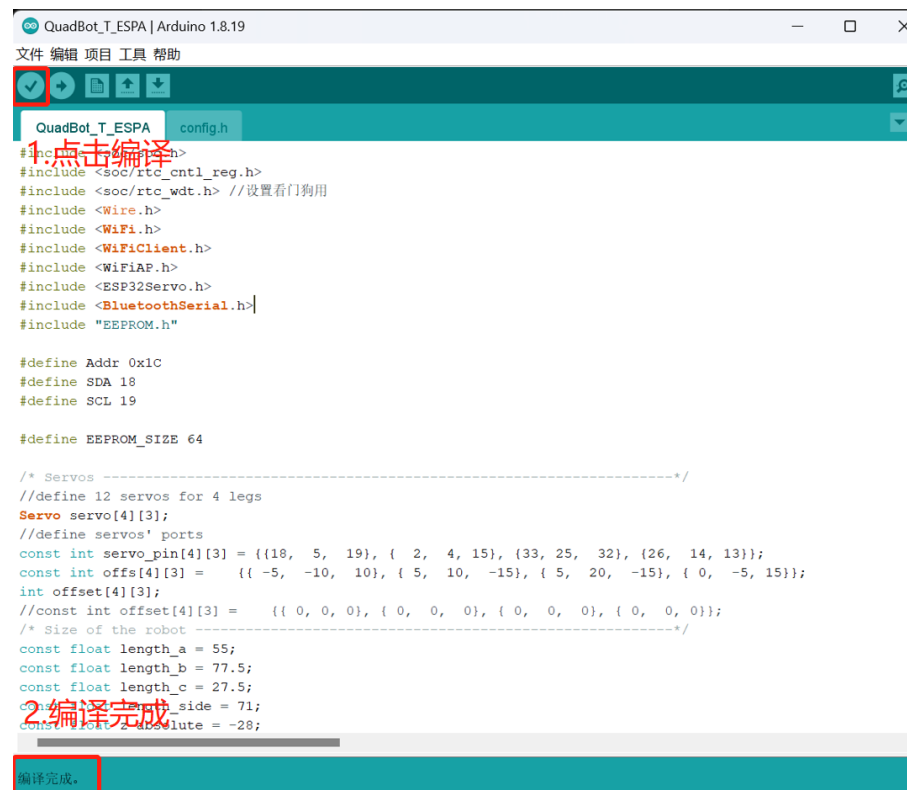 QuadBot_T_ESPA | Arduino 1.8.19
文件 编辑 项目 工具 帮助
QuadBot_T_ESPA config.h
#include <soc/soc.h>
1.点击编译
#include <soc/rtc_cntl_reg.h>
#include <soc/rtc_wdt.h> //设置看门狗用
#include <Wire.h>
#include <WiFi.h>
#include <WiFiClient.h>
#include <WiFiAP.h>
#include <ESP32Servo.h>
#include <BluetoothSerial.h>
#include "EEPROM.h"
#define Addr 0x1C
#define SDA 18
#define SCL 19
#define EEPROM_SIZE 64
/* Servos --------------------------------------------------------------------*/
//define 12 servos for 4 legs
Servo servo[4][3];
//define servos' ports
const int servo_pin[4][3] = {{18, 5, 19}, { 2, 4, 15}, {33, 25, 32}, {26, 14, 13}};
const int offs[4][3] = {{ -5, -10, 10}, { 5, 10, -15}, { 5, 20, -15}, { 0, -5, 15}};
int offset[4][3];
//const int offset[4][3] = {{ 0, 0, 0}, { 0, 0, 0}, { 0, 0, 0}, { 0, 0, 0}};
/* Size of the robot ---------------------------------------------------------*/
const float length_a = 55;
const float length_b = 77.5;
const float length_c = 27.5;
const float length_side = 71;
2.编译完成
const float z_absolute = -28;
编译完成。